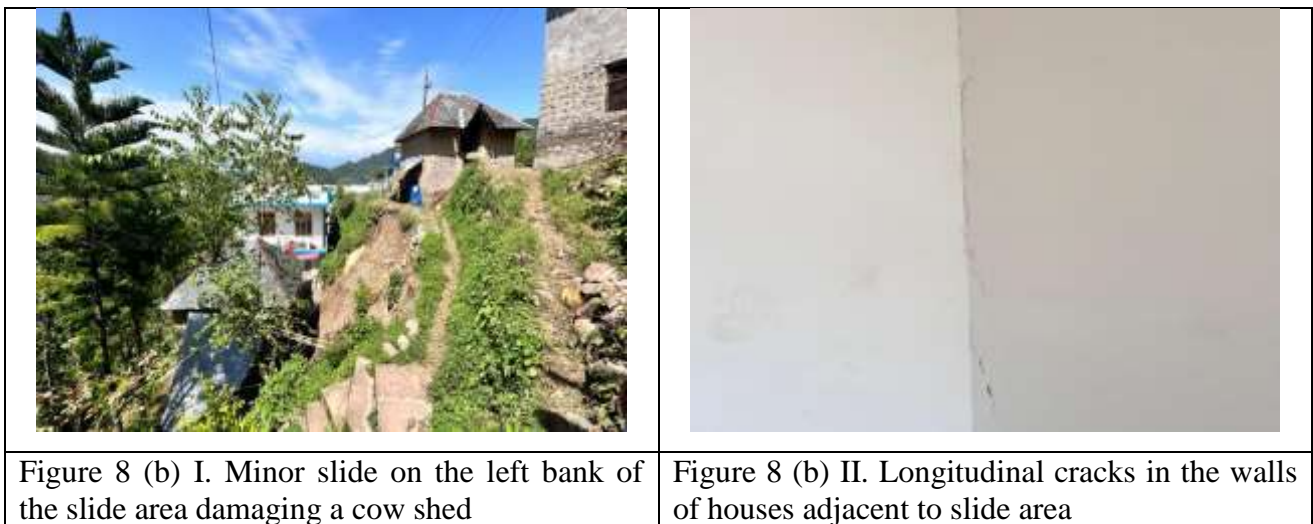 Figure 8 (b) I. Minor slide on the left bank of
the slide area damaging a cow shed
Figure 8 (b) II. Longitudinal cracks in the walls
of houses adjacent to slide area